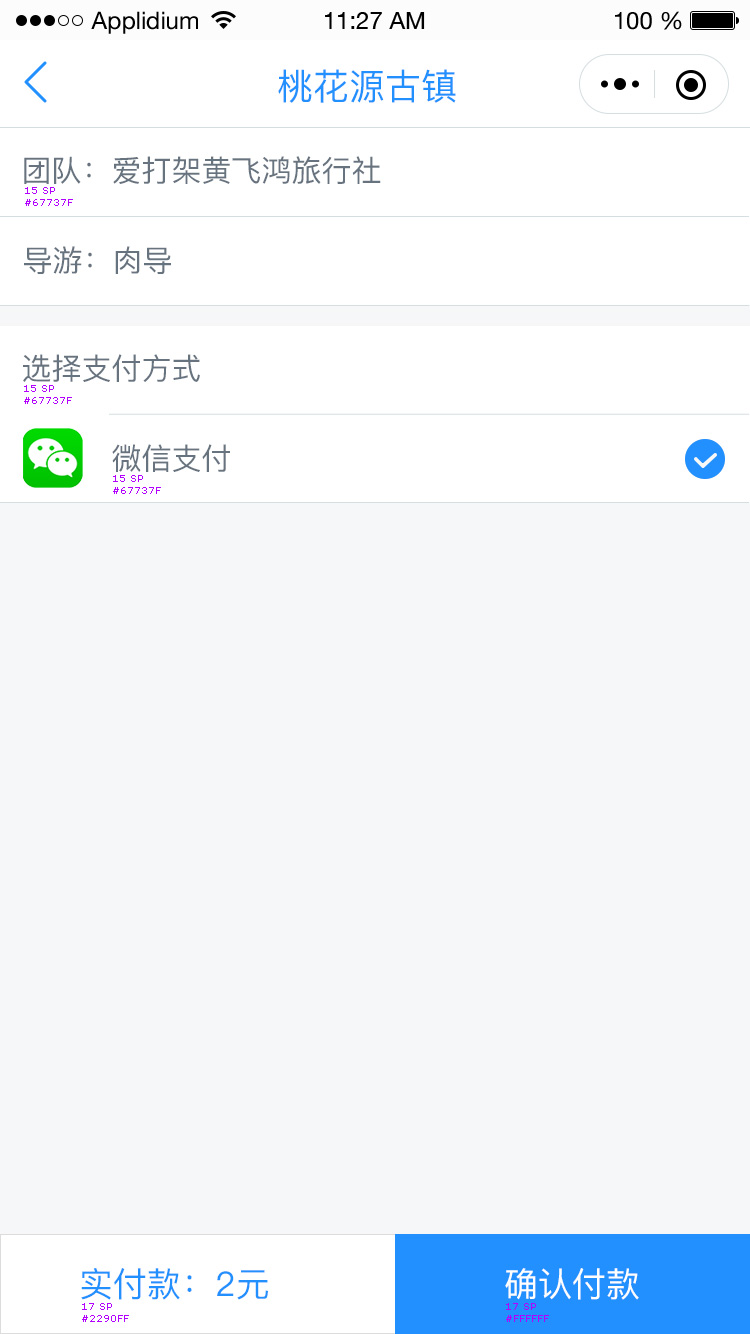 Applidium 11:27 AM 100 %
桃花源古镇
团队：爱打架黄飞鸿旅行社
15 SP
#67737F
导游：肉导
选择支付方式
15 SP
#67737F
微信支付
15 SP
#67737F
实付款：2元
17 SP
#2290FF
确认付款
17 SP
#FFFFFF